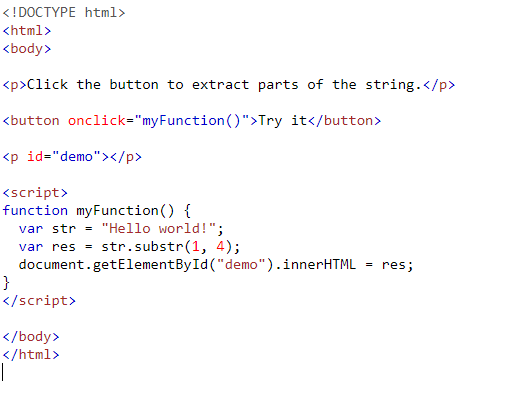 <!DOCTYPE html>
<html>
<body>
<p>Click the button to extract parts of the string.</p>
<button onclick="myFunction()">Try it</button>
<p id="demo"></p>
<script>
function myFunction() {
  var str = "Hello world!";
  var res = str.substr(1, 4);
  document.getElementById("demo").innerHTML = res;
}
</script>
</body>
</html>